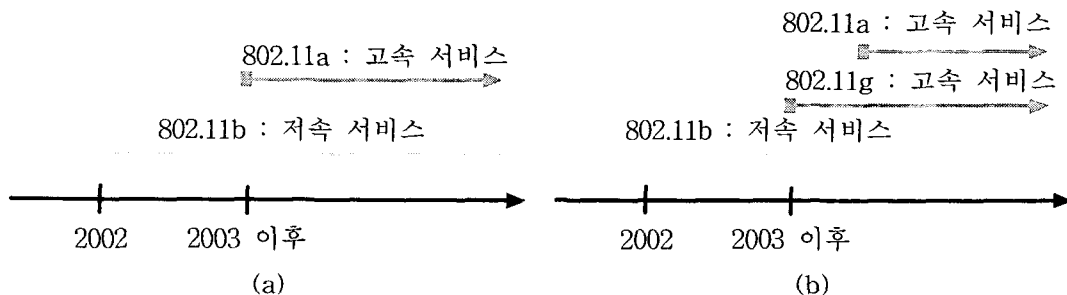 802.11a : 고속 서비스
802.11b : 저속 서비스
2002
2003 이후
(a)
802.11a : 고속 서비스
802.11g : 고속 서비스
802.11b : 저속 서비스
2002
2003 이후
(b)